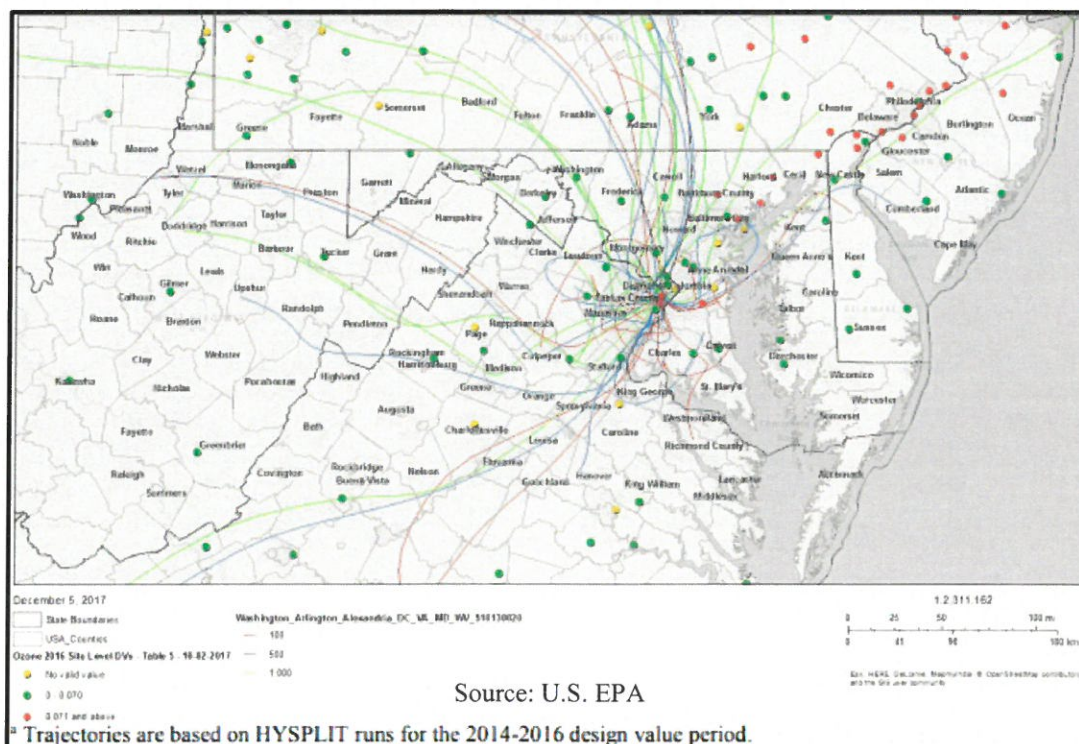 PENNSYLVANIA
Somerset
Bedford
Fulton
Franklin
Adams
York
Chester
Delaware
Philadelphia
Camden
Burlington
Ocean
Gloucester
Greene
Fayette
Marshall
Noble
Monroe
Wetzel
Marion
Preston
Garrett
Allegany
Morgan
Washington
Berkeley
Frederick
Carroll
Baltimore County
Harford
Cecil
New Castle
Salem
Atlantic
Cumberland
Cape May
Washington
Tyler
Doddridge
Harrison
Taylor
Mineral
Hampshire
Jefferson
Howard
Kent
Wood
Ritchie
Barbour
Tucker
Grant
Hardy
Winchester
Clarke
Loudoun
Montgomery
Anne Arundel
Queen Anne's
Kent
Wirt
Lewis
Gilmer
Upshur
Calhoun
Braxton
Roane
Randolph
Pendleton
Shenandoah
Warren
Page
Rappahannock
Caroline
Talbot
Sussex
Clay
Webster
Nicholas
Pocahontas
Highland
Rockingham
Harrisonburg
Culpeper
Madison
Stafford
Charles
Calvert
Dorchester
Kanawha
Greene
Orange
King George
St. Mary's
Wicomico
Worcester
Somerset
Fayette
Bath
Augusta
Charlottesville
Louisa
Caroline
Westmoreland
Richmond County
Greenbrier
Raleigh
Summers
Covington
Rockbridge
Buena Vista
Nelson
Fluvanna
Goochland
Hanover
King William
Lancaster
Middlesex
Accomack
December 5, 2017
1:2,311,162
State Boundaries
USA_Counties
Ozone 2016 Site Level DVs - Table 5 - 10-02-2017
No valid value
0 - 0.070
0.071 and above
Washington_Arlington_Alexandria_DC_VA_MD_WV_510130020
100
500
1,000
0 25 50 100 mi
0 41 100 km
Source: U.S. EPA
a Trajectories are based on HYSPLIT runs for the 2014-2016 design value period.